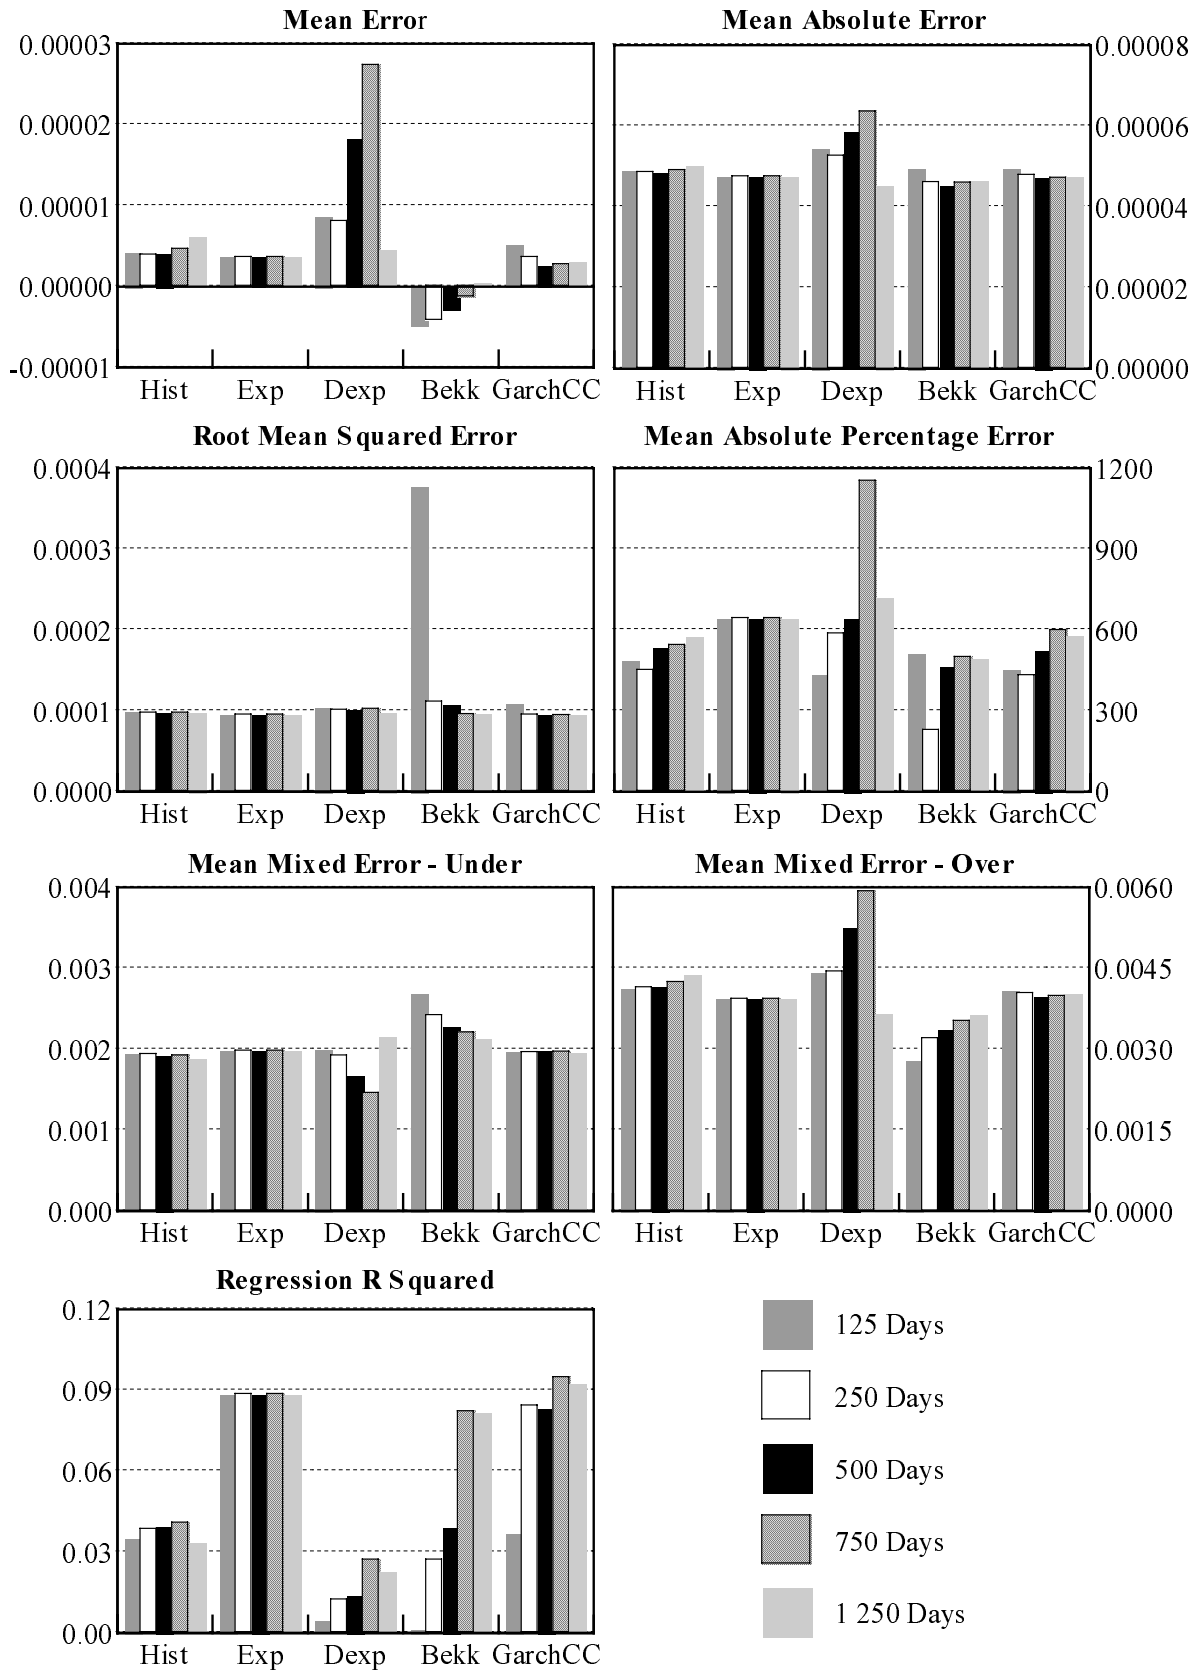 Mean Error
0.00003
0.00002
0.00001
0.00000
-0.00001
Hist Exp Dexp Bekk GarchCC
Mean Absolute Error
0.00008
0.00006
0.00004
0.00002
0.00000
Hist Exp Dexp Bekk GarchCC
Root Mean Squared Error
0.0004
0.0003
0.0002
0.0001
0.0000
Hist Exp Dexp Bekk GarchCC
Mean Absolute Percentage Error
1200
900
600
300
0
Hist Exp Dexp Bekk GarchCC
Mean Mixed Error - Under
0.004
0.003
0.002
0.001
0.000
Hist Exp Dexp Bekk GarchCC
Mean Mixed Error - Over
0.0060
0.0045
0.0030
0.0015
0.0000
Hist Exp Dexp Bekk GarchCC
Regression R Squared
0.12
0.09
0.06
0.03
0.00
Hist Exp Dexp Bekk GarchCC
125 Days
250 Days
500 Days
750 Days
1 250 Days